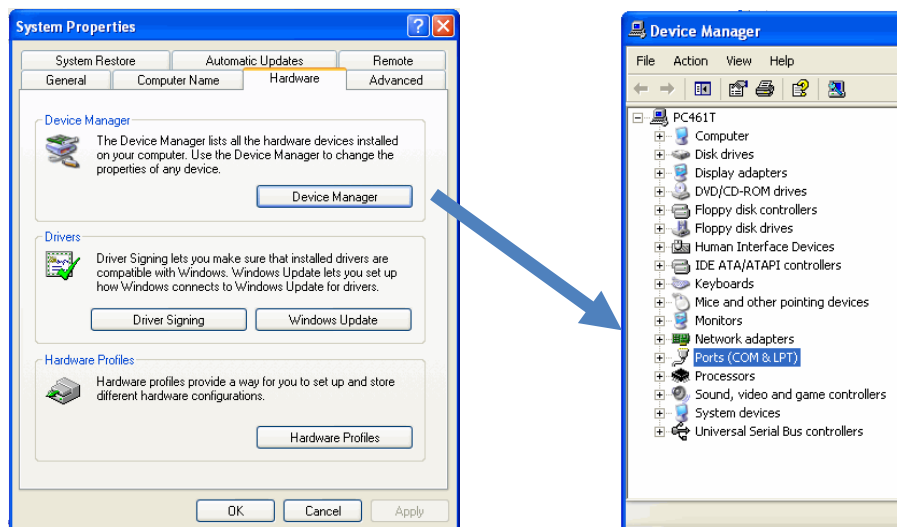 System Properties
System Restore
Automatic Updates
Remote
General
Computer Name
Hardware
Advanced
Device Manager
The Device Manager lists all the hardware devices installed
on your computer. Use the Device Manager to change the
properties of any device.
Device Manager
Drivers
Driver Signing lets you make sure that installed drivers are
compatible with Windows. Windows Update lets you set up
how Windows connects to Windows Update for drivers.
Driver Signing
Windows Update
Hardware Profiles
Hardware profiles provide a way for you to set up and store
different hardware configurations.
Hardware Profiles
OK
Cancel
Apply
Device Manager
File Action View Help
PC461T
Computer
Disk drives
Display adapters
DVD/CD-ROM drives
Floppy disk controllers
Floppy disk drives
Human Interface Devices
IDE ATA/ATAPI controllers
Keyboards
Mice and other pointing devices
Monitors
Network adapters
Ports (COM & LPT)
Processors
Sound, video and game controllers
System devices
Universal Serial Bus controllers